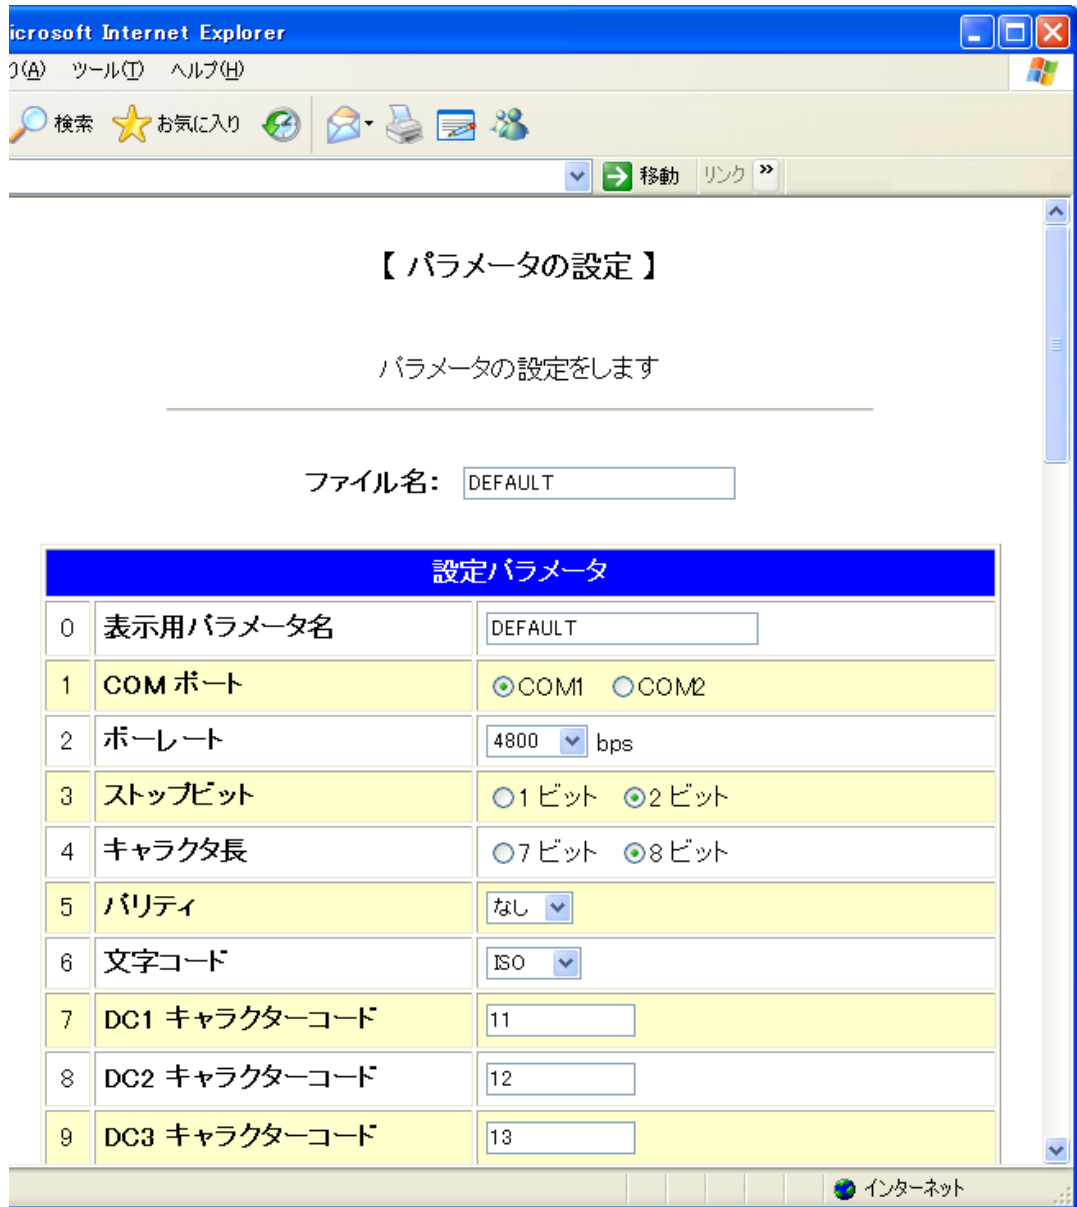 icrosoft Internet Explorer
り(A) ツール(T) ヘルプ(H)
検索 お気に入り
移動 リンク »
【 パラメータの設定 】
パラメータの設定をします
ファイル名: DEFAULT
設定パラメータ
0 表示用パラメータ名 DEFAULT
1 COM ポート COM1 COM2
2 ボーレート 4800 bps
3 ストップビット 1 ビット 2 ビット
4 キャラクタ長 7 ビット 8 ビット
5 パリティ なし
6 文字コード ISO
7 DC1 キャラクターコード 11
8 DC2 キャラクターコード 12
9 DC3 キャラクターコード 13
インターネット